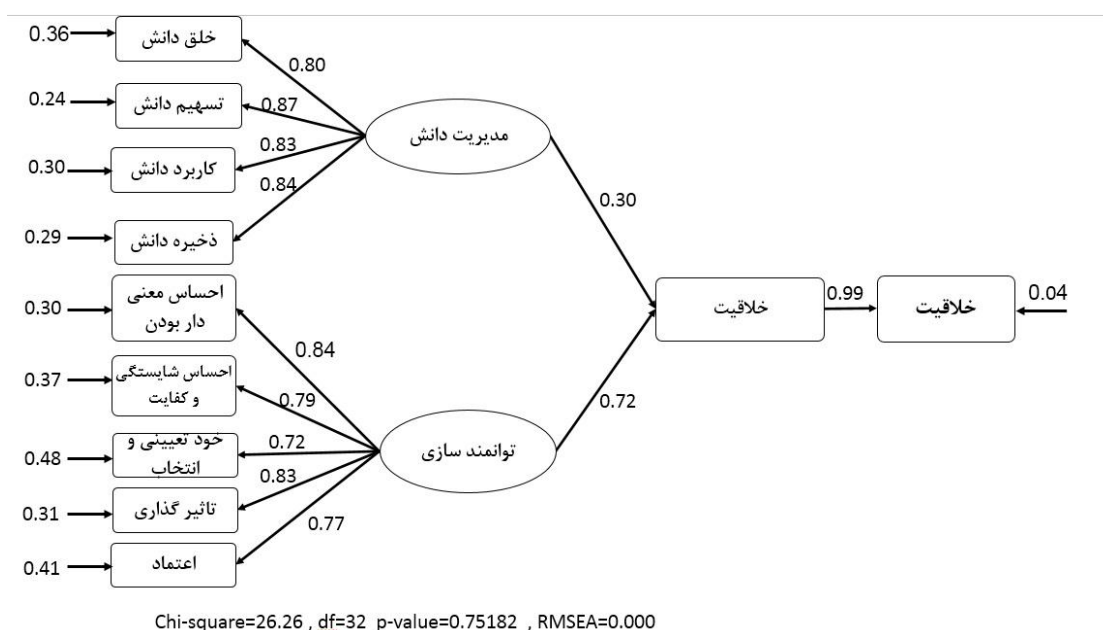 0.36
خلق دانش
0.80
0.24
تسهیم دانش
0.87
مدیریت دانش
0.83
0.30
کاربرد دانش
0.84
0.30
0.29
ذخیره دانش
0.30
احساس معنی
دار بودن
خلاقیت
0.99
خلاقیت
0.04
0.84
0.37
احساس شایستگی
و کفایت
0.79
0.72
0.72
توانمند سازی
0.48
خود تعیینی و
انتخاب
0.83
0.31
تاثیر گذاری
0.77
0.41
اعتماد
Chi-square=26.26 , df=32 p-value=0.75182 , RMSEA=0.000